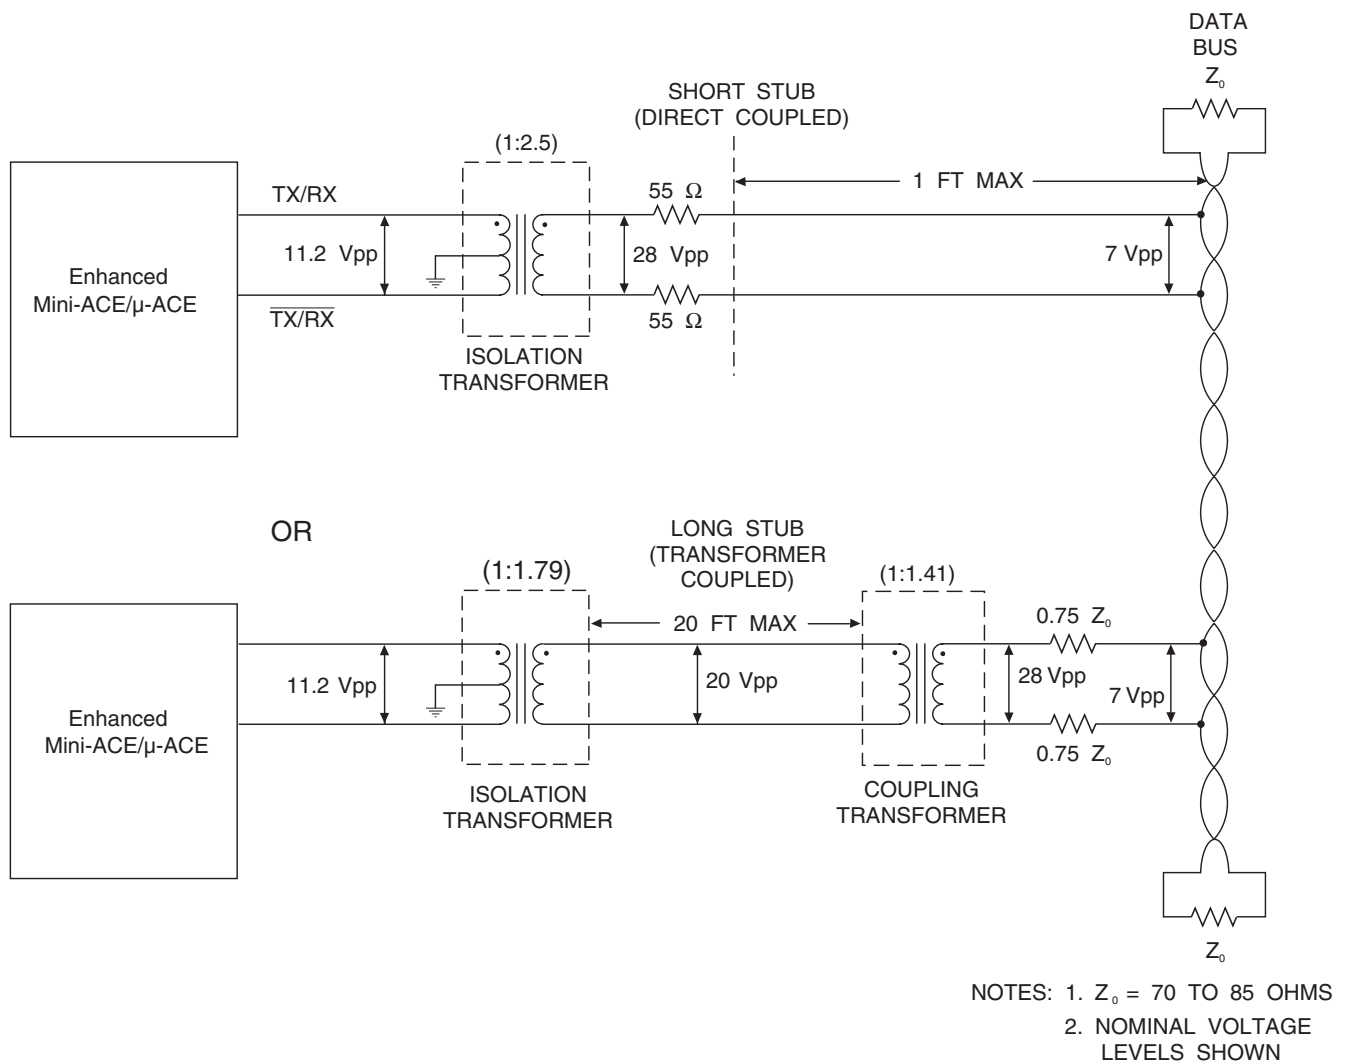 DATA
BUS
Z₀
SHORT STUB
(DIRECT COUPLED)
(1:2.5)
1 FT MAX
TX/RX
55 Ω
Enhanced
Mini-ACE/µ-ACE
11.2 Vpp
28 Vpp
7 Vpp
TX/RX
55 Ω
ISOLATION
TRANSFORMER
OR
LONG STUB
(TRANSFORMER
COUPLED)
(1:1.79)
(1:1.41)
20 FT MAX
0.75 Z₀
Enhanced
Mini-ACE/µ-ACE
11.2 Vpp
20 Vpp
28 Vpp
7 Vpp
0.75 Z₀
ISOLATION
TRANSFORMER
COUPLING
TRANSFORMER
Z₀
NOTES: 1. Z₀ = 70 TO 85 OHMS
2. NOMINAL VOLTAGE
LEVELS SHOWN